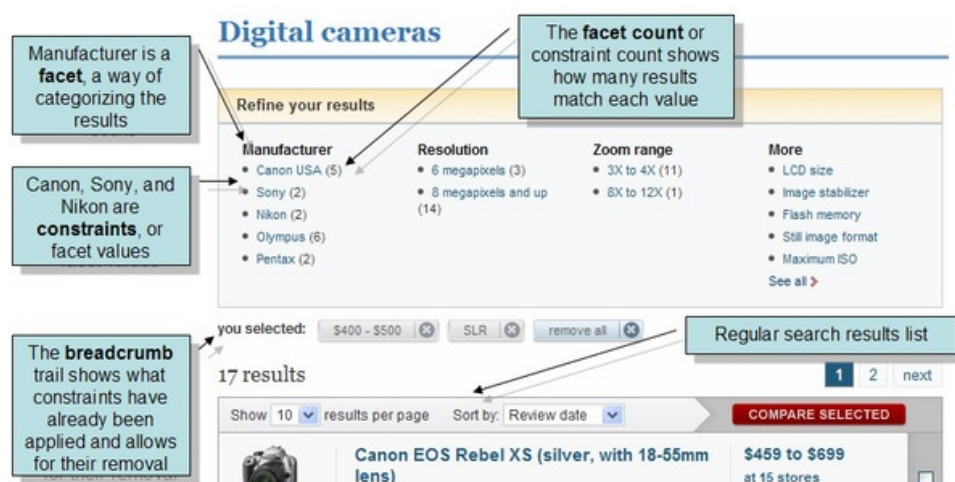 Digital cameras
Manufacturer is a
facet, a way of
categorizing the
results
The facet count or
constraint count shows
how many results
match each value
Refine your results
Manufacturer
Canon USA (5)
Sony (2)
Nikon (2)
Olympus (6)
Pentax (2)
Resolution
6 megapixels (3)
8 megapixels and up
(14)
Zoom range
3X to 4X (11)
8X to 12X (1)
More
LCD size
Image stabilizer
Flash memory
Still image format
Maximum ISO
See all
Canon, Sony, and
Nikon are
constraints, or
facet values
you selected: $400 - $500 SLR remove all
The breadcrumb
trail shows what
constraints have
already been
applied and allows
for their removal
Regular search results list
17 results
1 2 next
Show 10 results per page Sort by: Review date COMPARE SELECTED
Canon EOS Rebel XS (silver, with 18-55mm
lens)
$459 to $699
at 15 stores